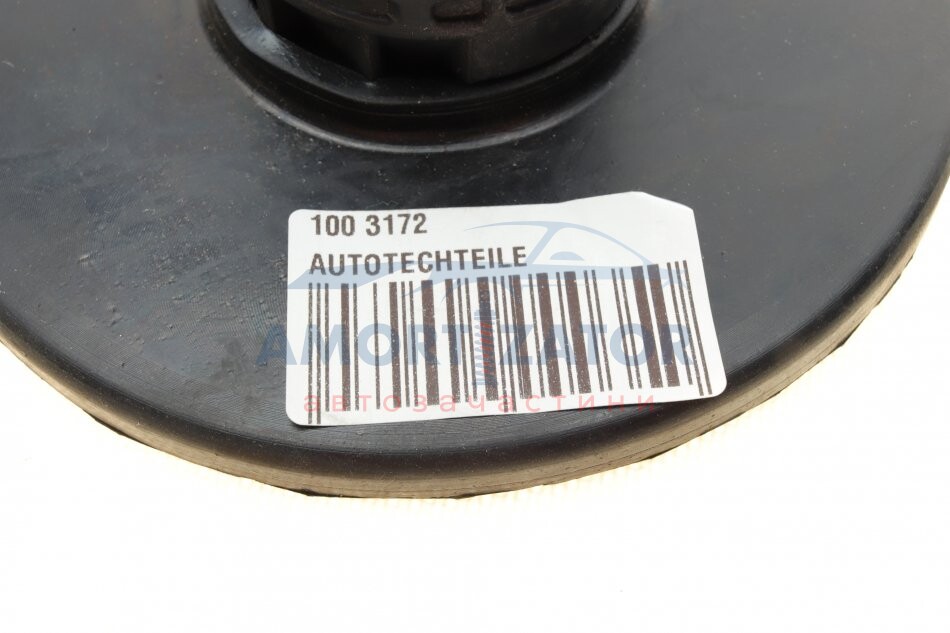 100 3172
AUTOTECHTEILE
AMORTIZATOR
автозачастини